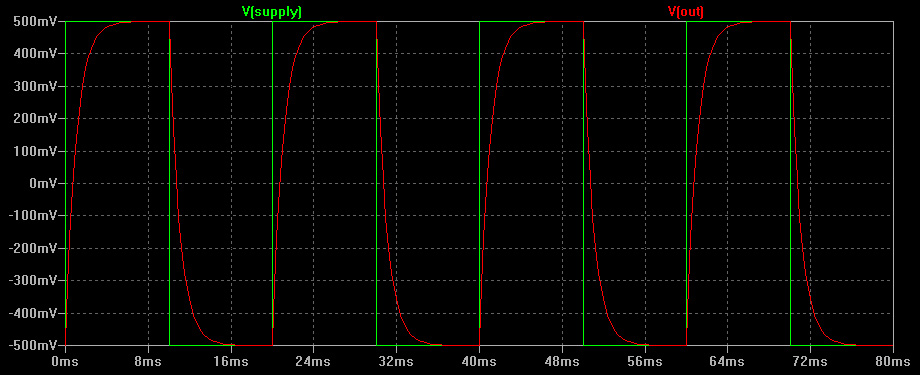 V(supply) V(out)
500mV
400mV
300mV
200mV
100mV
0mV
-100mV
-200mV
-300mV
-400mV
-500mV
0ms 8ms 16ms 24ms 32ms 40ms 48ms 56ms 64ms 72ms 80ms